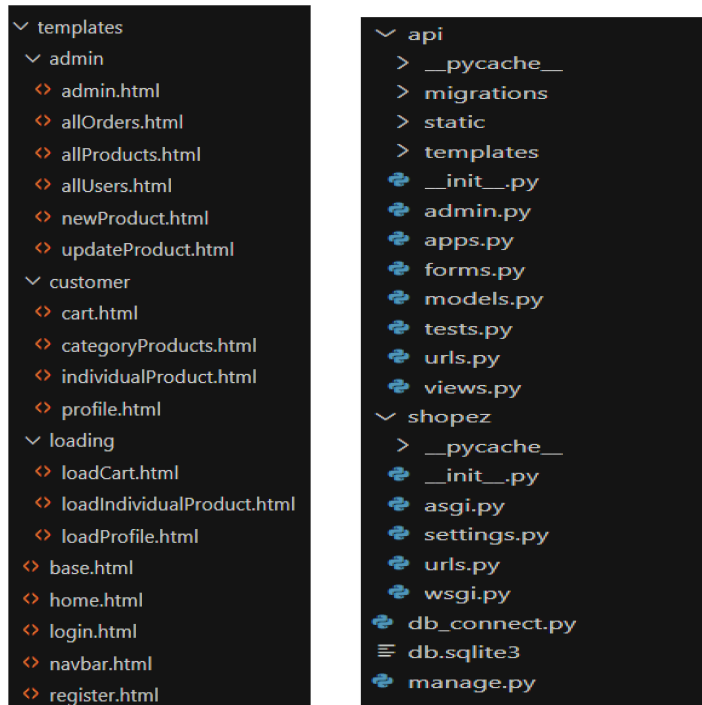 templates
admin
admin.html
allOrders.html
allProducts.html
allUsers.html
newProduct.html
updateProduct.html
customer
cart.html
categoryProducts.html
individualProduct.html
profile.html
loading
loadCart.html
loadIndividualProduct.html
loadProfile.html
base.html
home.html
login.html
navbar.html
register.html
api
__pycache__
migrations
static
templates
__init__.py
admin.py
apps.py
forms.py
models.py
tests.py
urls.py
views.py
shopez
__pycache__
__init__.py
asgi.py
settings.py
urls.py
wsgi.py
db_connect.py
db.sqlite3
manage.py